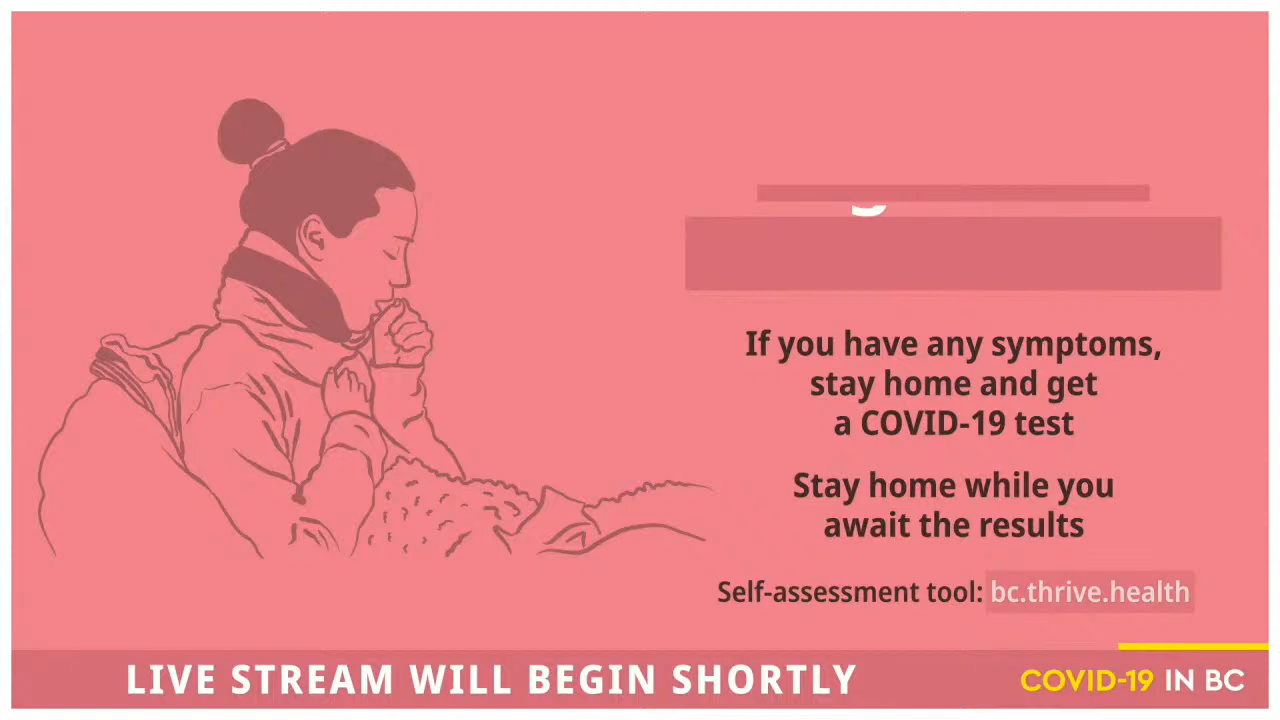 If you have any symptoms,
stay home and get
a COVID-19 test
Stay home while you
await the results
Self-assessment tool: bc.thrive.health
LIVE STREAM WILL BEGIN SHORTLY
COVID-19 IN BC